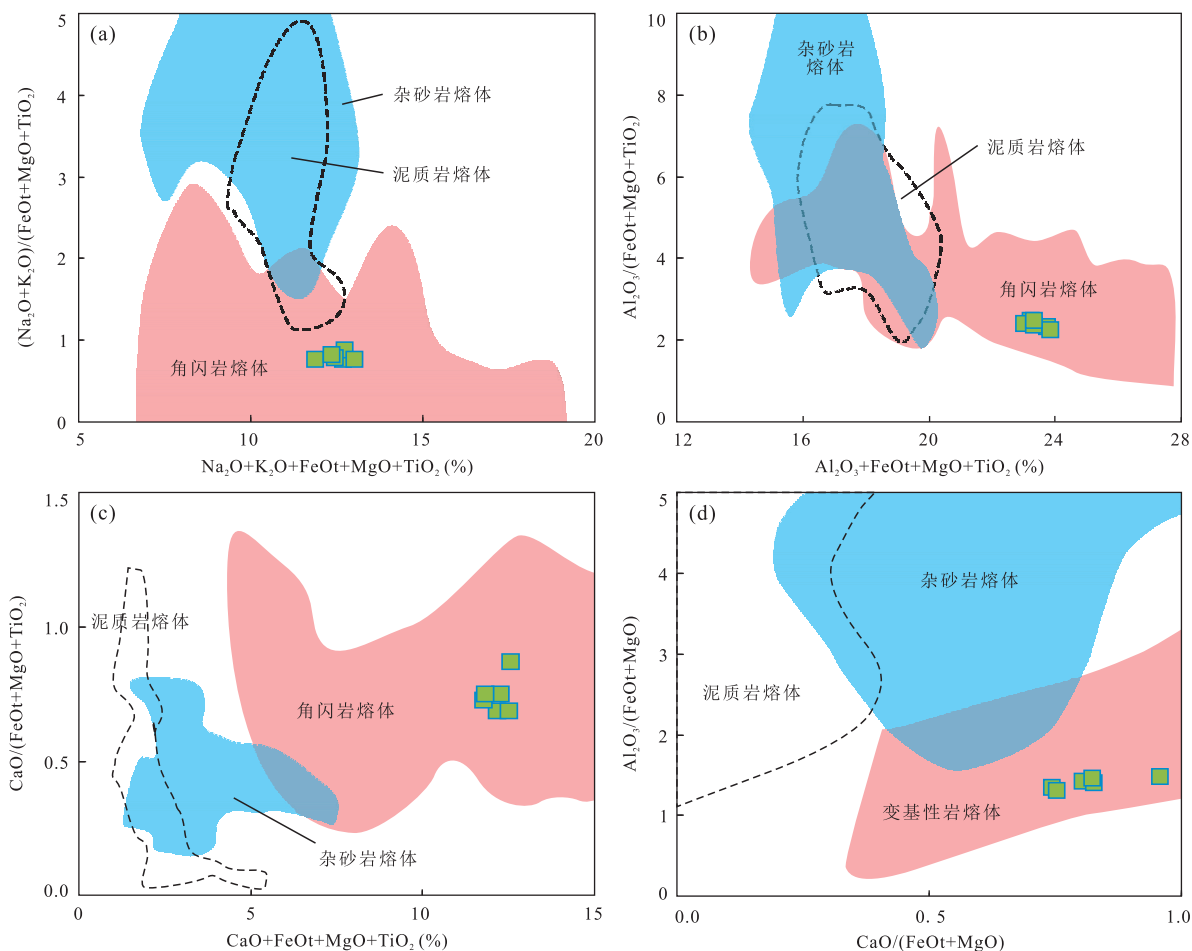 (a)
5
4
3
2
1
0
(Na₂O+K₂O)/(FeOt+MgO+TiO₂)
杂砂岩熔体
泥质岩熔体
角闪岩熔体
5
10
15
20
Na₂O+K₂O+FeOt+MgO+TiO₂ (%)
(b)
10
8
6
4
2
0
Al₂O₃/(FeOt+MgO+TiO₂)
杂砂岩
熔体
泥质岩熔体
角闪岩熔体
12
16
20
24
28
Al₂O₃+FeOt+MgO+TiO₂ (%)
(c)
1.5
1.0
0.5
0.0
CaO/(FeOt+MgO+TiO₂)
泥质岩熔体
角闪岩熔体
杂砂岩熔体
5
10
15
CaO+FeOt+MgO+TiO₂ (%)
(d)
5
4
3
2
1
0
Al₂O₃/(FeOt+MgO)
杂砂岩熔体
泥质岩熔体
变基性岩熔体
0.0
0.5
1.0
CaO/(FeOt+MgO)